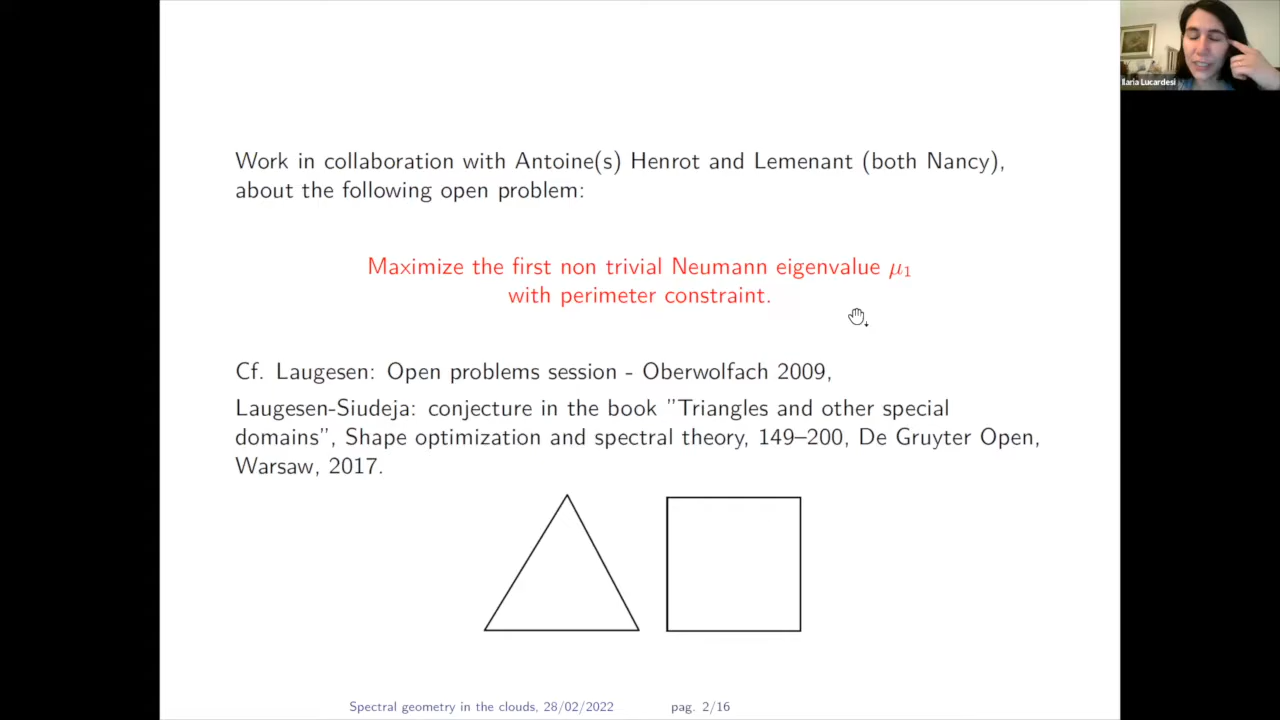 Ilaria Lucardesi
Work in collaboration with Antoine(s) Henrot and Lemenant (both Nancy),
about the following open problem:
Maximize the first non trivial Neumann eigenvalue μ₁
with perimeter constraint.
Cf. Laugesen: Open problems session - Oberwolfach 2009,
Laugesen-Siudeja: conjecture in the book ”Triangles and other special
domains”, Shape optimization and spectral theory, 149–200, De Gruyter Open,
Warsaw, 2017.
Spectral geometry in the clouds, 28/02/2022 pag. 2/16